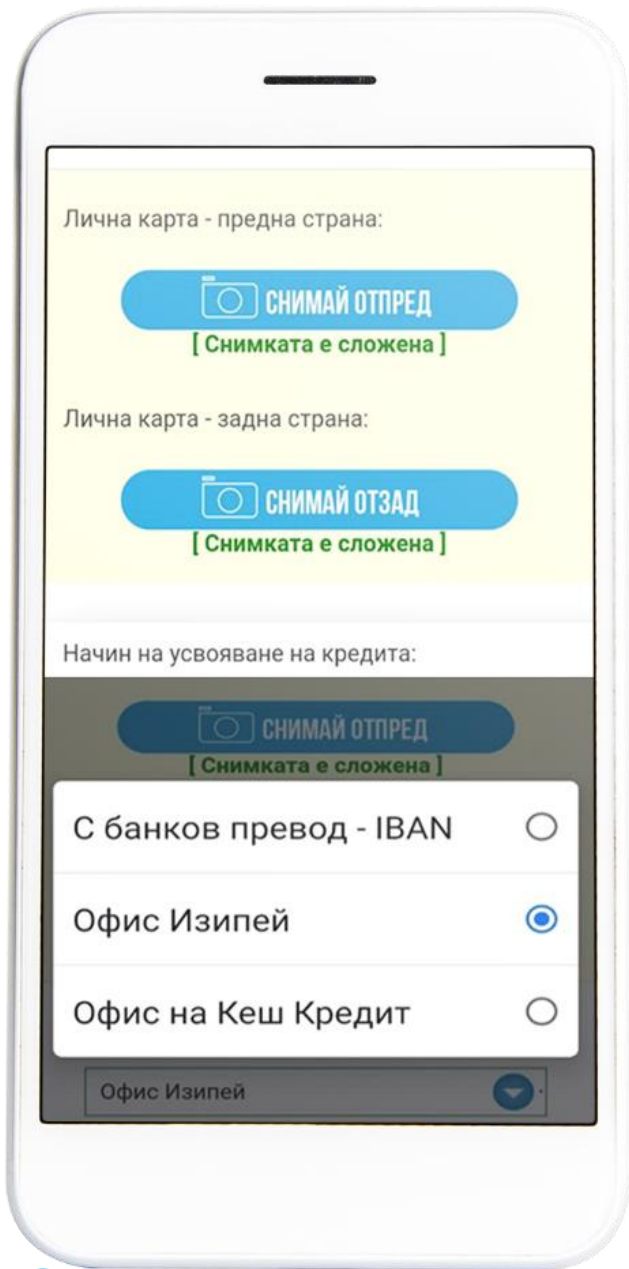 Лична карта - предна страна:
СНИМАЙ ОТПРЕД
[ Снимката е сложена ]
Лична карта - задна страна:
СНИМАЙ ОТЗАД
[ Снимката е сложена ]
Начин на усвояване на кредита:
СНИМАЙ ОТПРЕД
[ Снимката е сложена ]
С банков превод - IBAN
Офис Изипей
Офис на Кеш Кредит
Офис Изипей